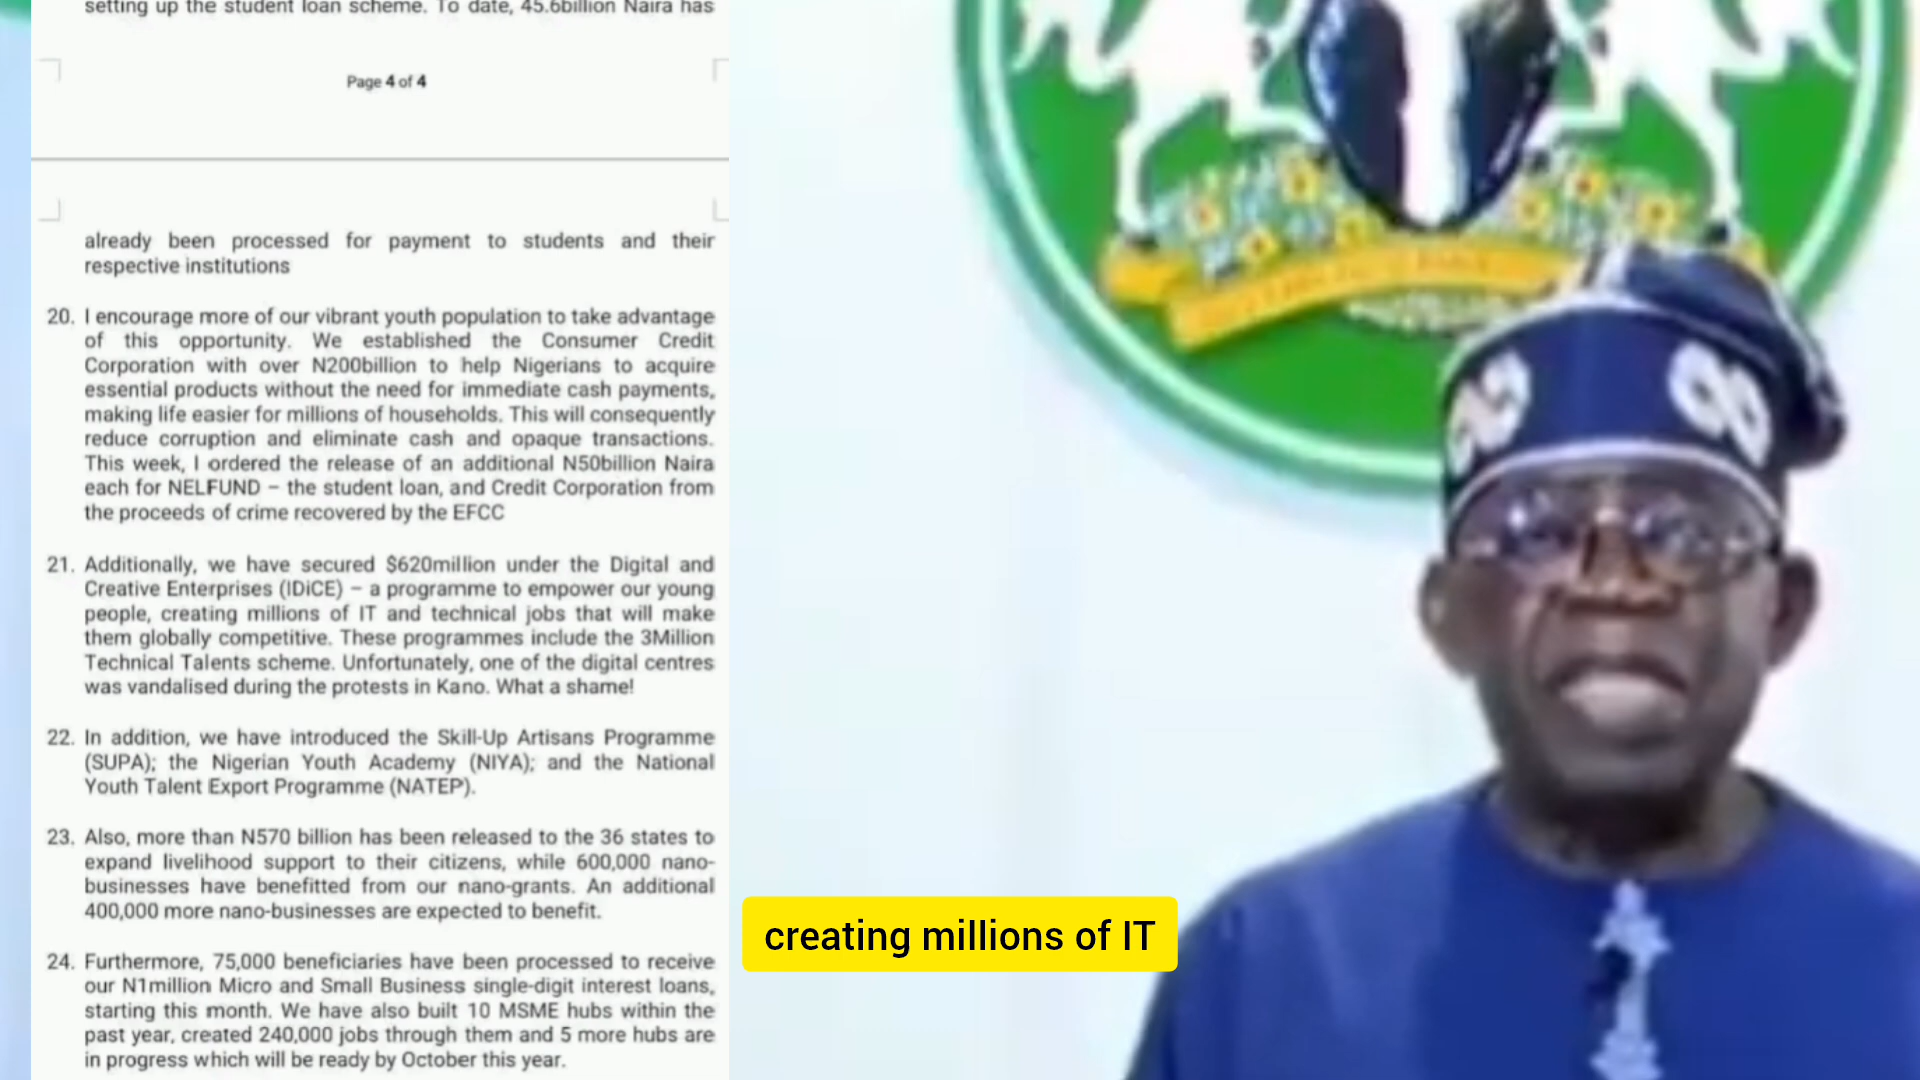 setting up the student loan scheme. To date, 45.6billion Naira has
Page 4 of 4
already been processed for payment to students and their
respective institutions
20. I encourage more of our vibrant youth population to take advantage
of this opportunity. We established the Consumer Credit
Corporation with over N200billion to help Nigerians to acquire
essential products without the need for immediate cash payments,
making life easier for millions of households. This will consequently
reduce corruption and eliminate cash and opaque transactions.
This week, I ordered the release of an additional N50billion Naira
each for NELFUND – the student loan, and Credit Corporation from
the proceeds of crime recovered by the EFCC
21. Additionally, we have secured $620million under the Digital and
Creative Enterprises (IDiCE) – a programme to empower our young
people, creating millions of IT and technical jobs that will make
them globally competitive. These programmes include the 3Million
Technical Talents scheme. Unfortunately, one of the digital centres
was vandalised during the protests in Kano. What a shame!
22. In addition, we have introduced the Skill-Up Artisans Programme
(SUPA); the Nigerian Youth Academy (NIYA); and the National
Youth Talent Export Programme (NATEP).
23. Also, more than N570 billion has been released to the 36 states to
expand livelihood support to their citizens, while 600,000 nano-
businesses have benefitted from our nano-grants. An additional
400,000 more nano-businesses are expected to benefit.
24. Furthermore, 75,000 beneficiaries have been processed to receive
our N1million Micro and Small Business single-digit interest loans,
starting this month. We have also built 10 MSME hubs within the
past year, created 240,000 jobs through them and 5 more hubs are
in progress which will be ready by October this year.
creating millions of IT